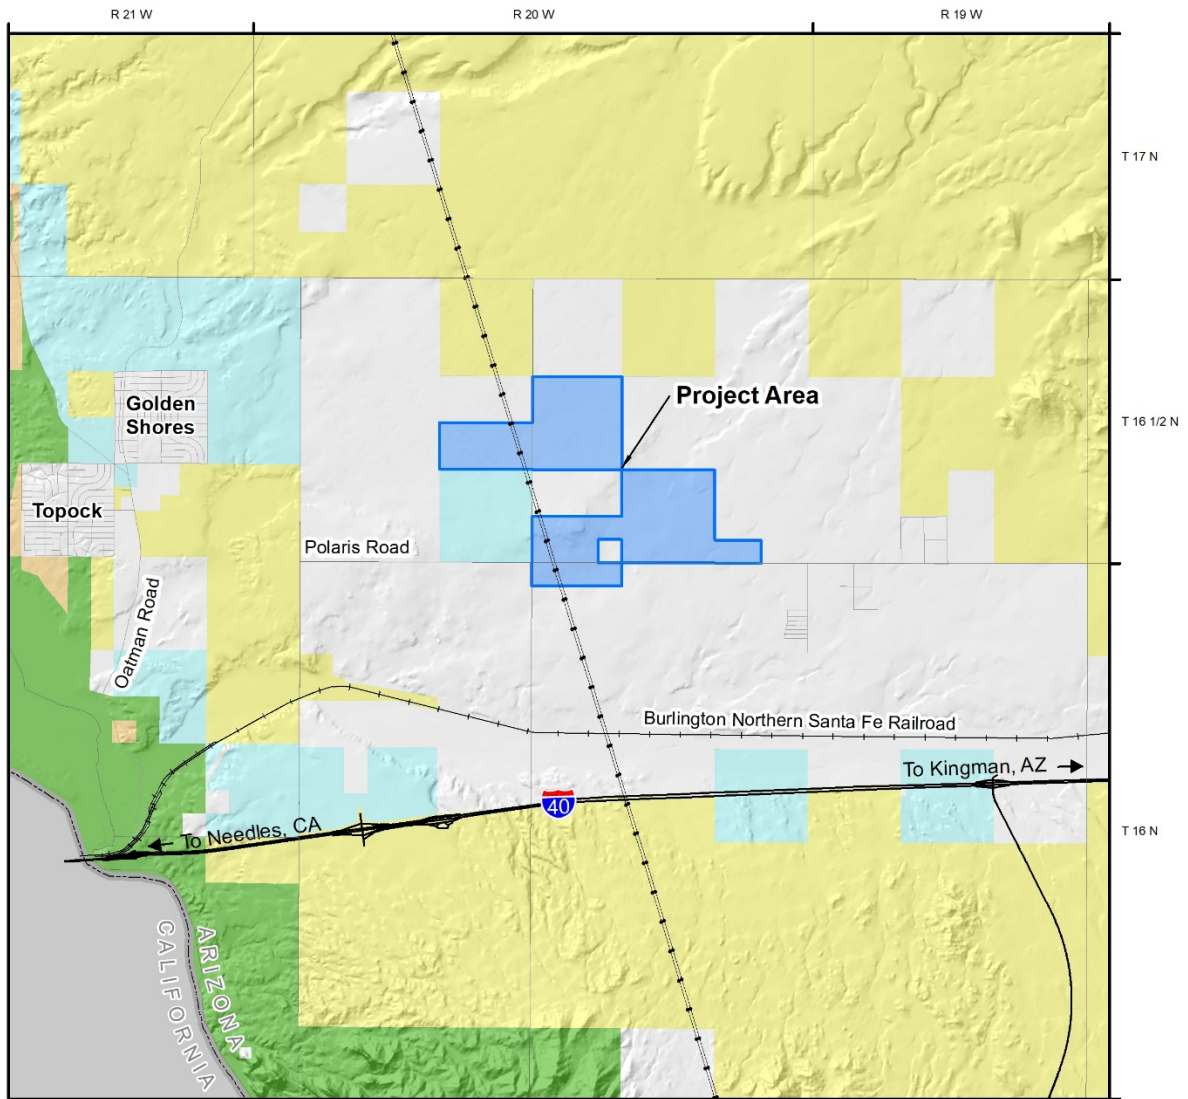 R 21 W
R 20 W
R 19 W
T 17 N
Project Area
Golden
Shores
T 16 1/2 N
Topock
Polaris Road
Oatman Road
Burlington Northern Santa Fe Railroad
To Kingman, AZ
40
To Needles, CA
T 16 N
ARIZONA
CALIFORNIA